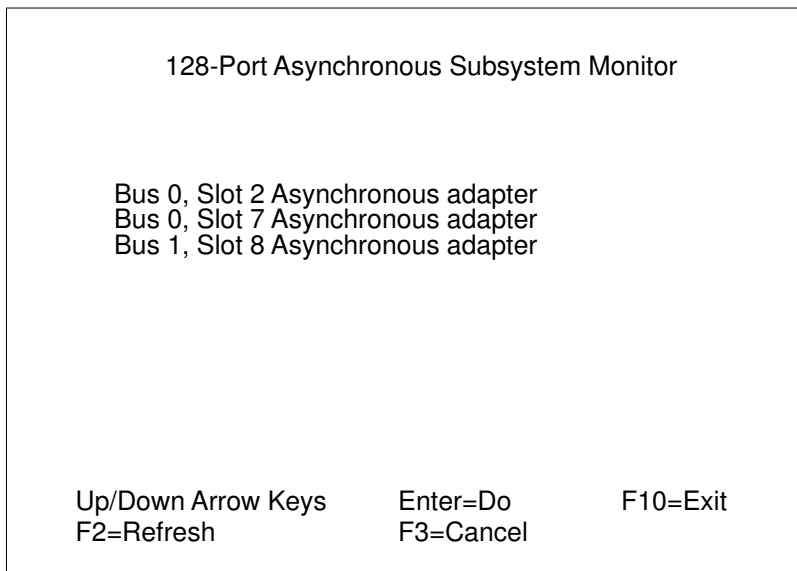 128-Port Asynchronous Subsystem Monitor
Bus 0, Slot 2 Asynchronous adapter
Bus 0, Slot 7 Asynchronous adapter
Bus 1, Slot 8 Asynchronous adapter
Up/Down Arrow Keys Enter=Do F10=Exit
F2=Refresh F3=Cancel